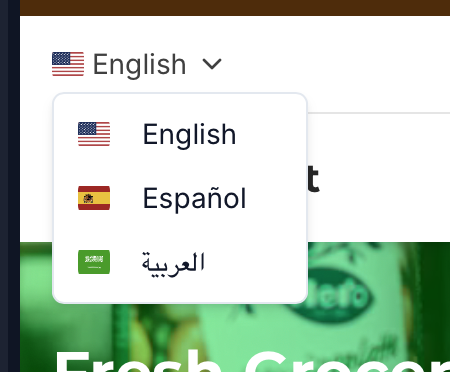 English
English
Español
العربية
t
Fresh Grocer